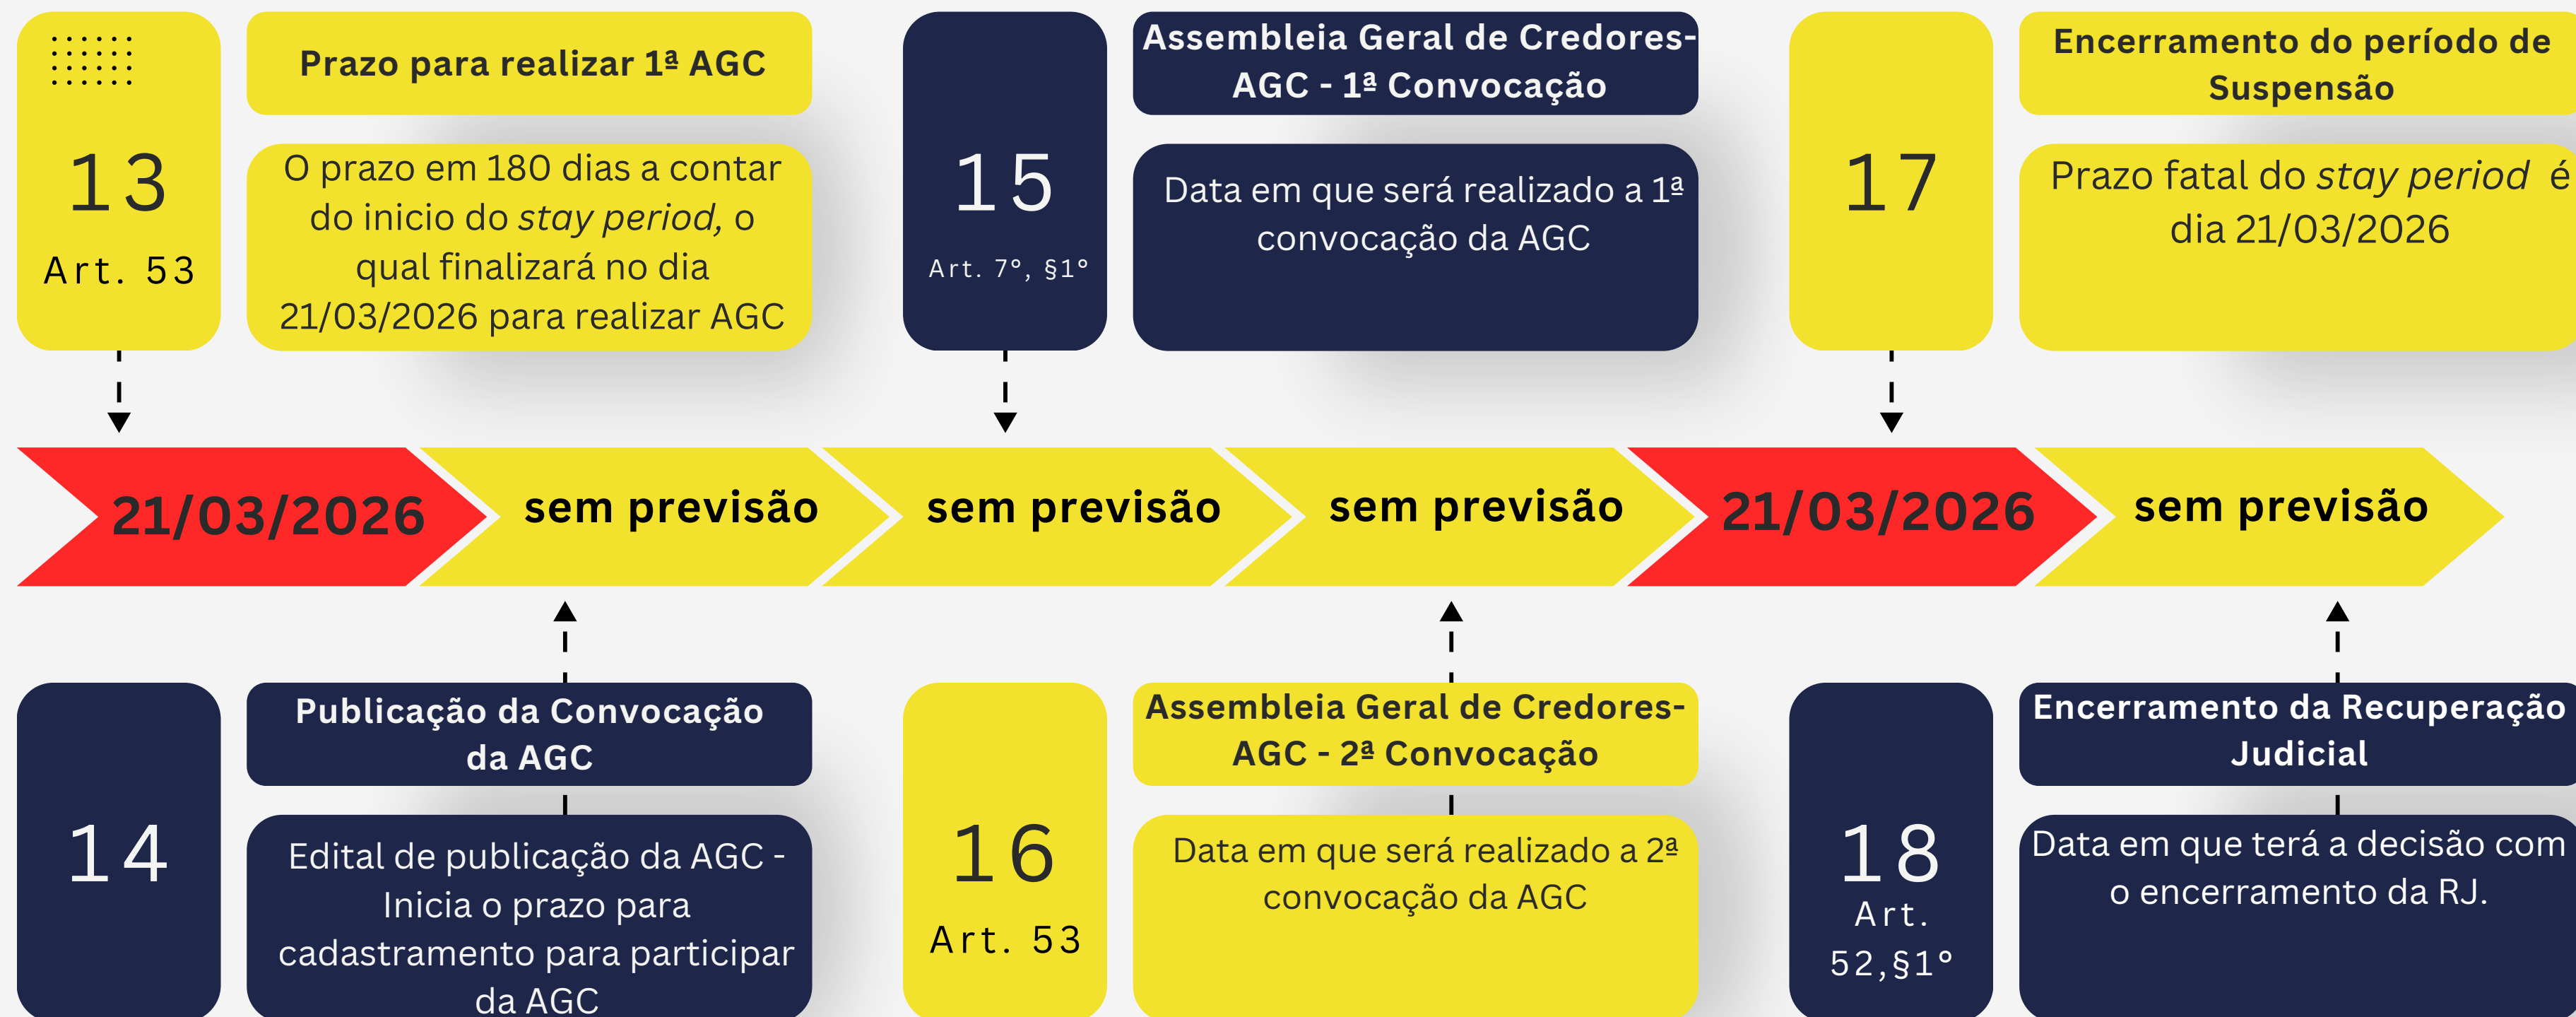 13
Art. 53
Prazo para realizar 1ª AGC
O prazo em 180 dias a contar
do inicio do stay period, o
qual finalizará no dia
21/03/2026 para realizar AGC
15
Art. 7°, §1°
Assembleia Geral de Credores-
AGC - 1ª Convocação
Data em que será realizado a 1ª
convocação da AGC
17
Encerramento do período de
Suspensão
Prazo fatal do stay period é
dia 21/03/2026
21/03/2026
sem previsão
sem previsão
sem previsão
21/03/2026
sem previsão
14
Publicação da Convocação
da AGC
Edital de publicação da AGC -
Inicia o prazo para
cadastramento para participar
da AGC
16
Art. 53
Assembleia Geral de Credores-
AGC - 2ª Convocação
Data em que será realizado a 2ª
convocação da AGC
18
Art.
52,§1°
Encerramento da Recuperação
Judicial
Data em que terá a decisão com
o encerramento da RJ.